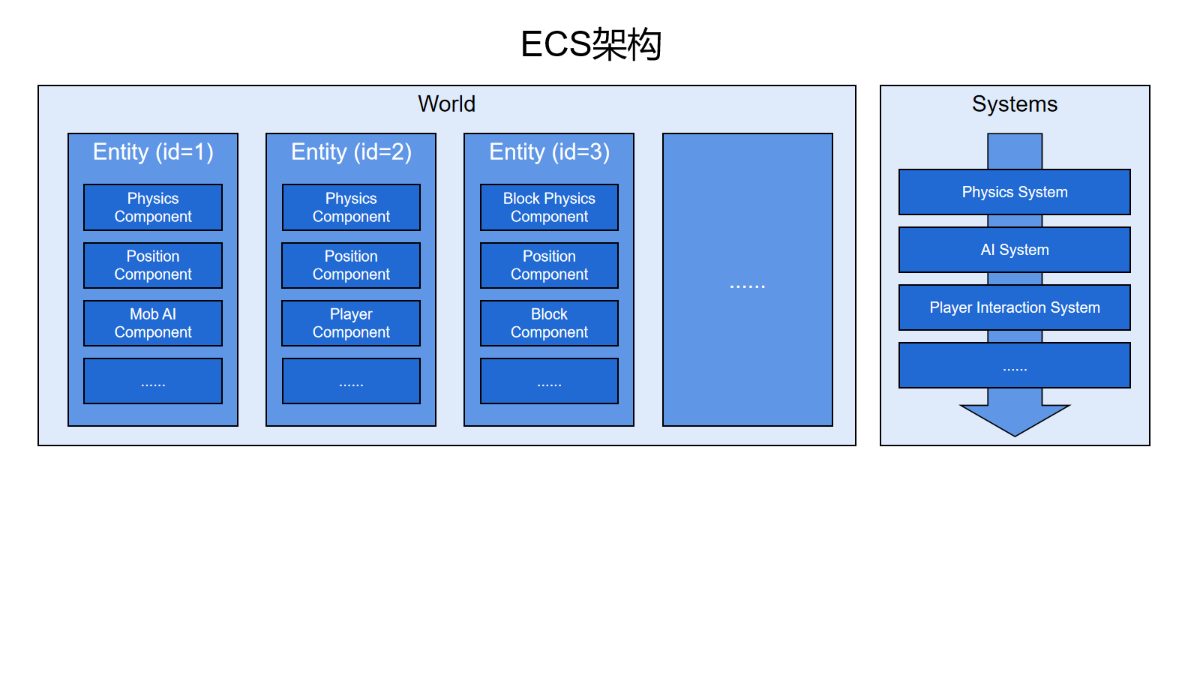 ECS架构
World
Entity (id=1)
Physics
Component
Position
Component
Mob AI
Component
......
Entity (id=2)
Physics
Component
Position
Component
Player
Component
......
Entity (id=3)
Block Physics
Component
Position
Component
Block
Component
......
......
Systems
Physics System
AI System
Player Interaction System
......